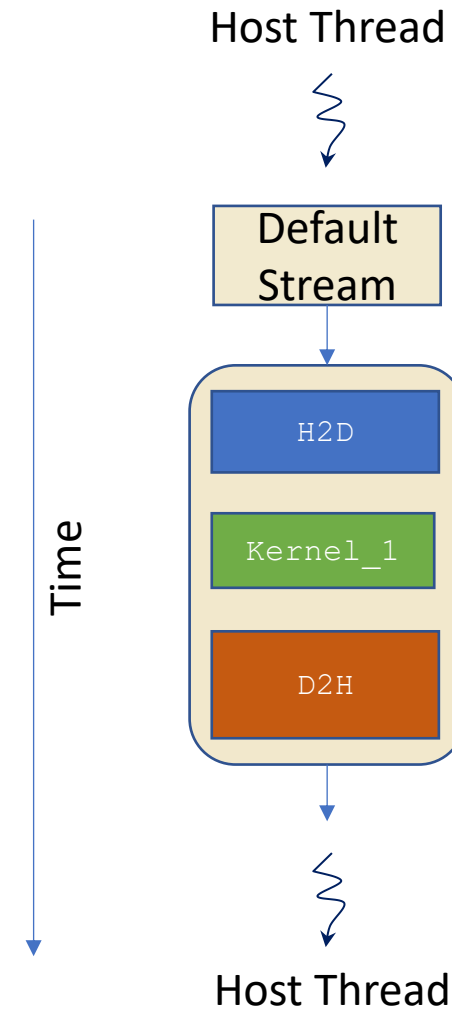 Host Thread
Default
Stream
H2D
Kernel_1
Time
D2H
Host Thread